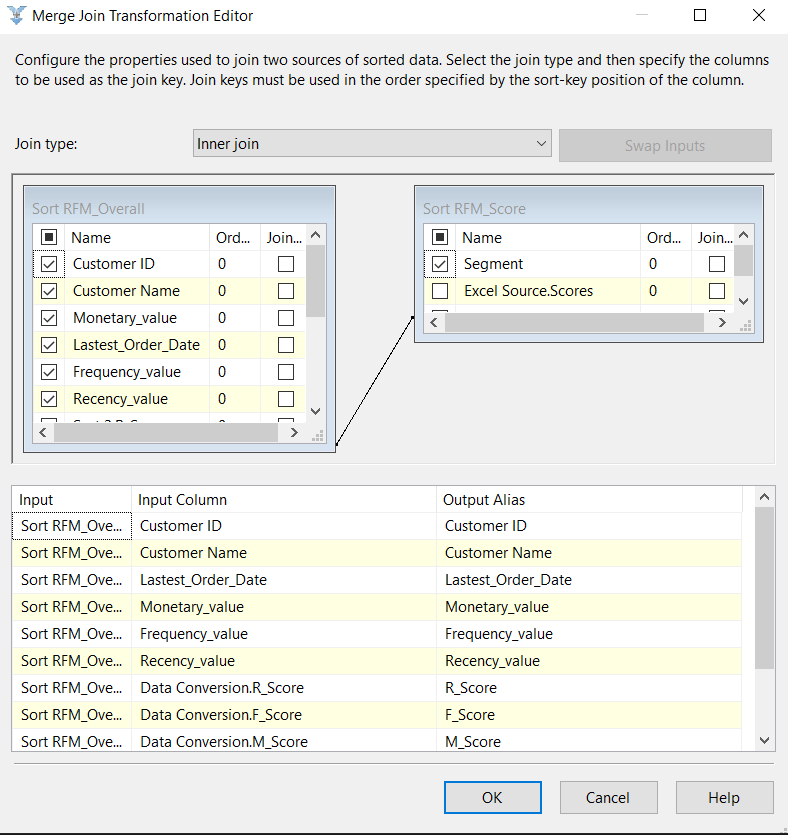 Merge Join Transformation Editor
Configure the properties used to join two sources of sorted data. Select the join type and then specify the columns
to be used as the join key. Join keys must be used in the order specified by the sort-key position of the column.
Join type: Inner join Swap Inputs
Sort RFM_Overall
Name Ord... Join...
Customer ID 0
Customer Name 0
Monetary_value 0
Lastest_Order_Date 0
Frequency_value 0
Recency_value 0
Sort RFM_Score
Name Ord... Join...
Segment 0
Excel Source.Scores 0
Input Input Column Output Alias
Sort RFM_Ove... Customer ID Customer ID
Sort RFM_Ove... Customer Name Customer Name
Sort RFM_Ove... Lastest_Order_Date Lastest_Order_Date
Sort RFM_Ove... Monetary_value Monetary_value
Sort RFM_Ove... Frequency_value Frequency_value
Sort RFM_Ove... Recency_value Recency_value
Sort RFM_Ove... Data Conversion.R_Score R_Score
Sort RFM_Ove... Data Conversion.F_Score F_Score
Sort RFM_Ove... Data Conversion.M_Score M_Score
OK Cancel Help